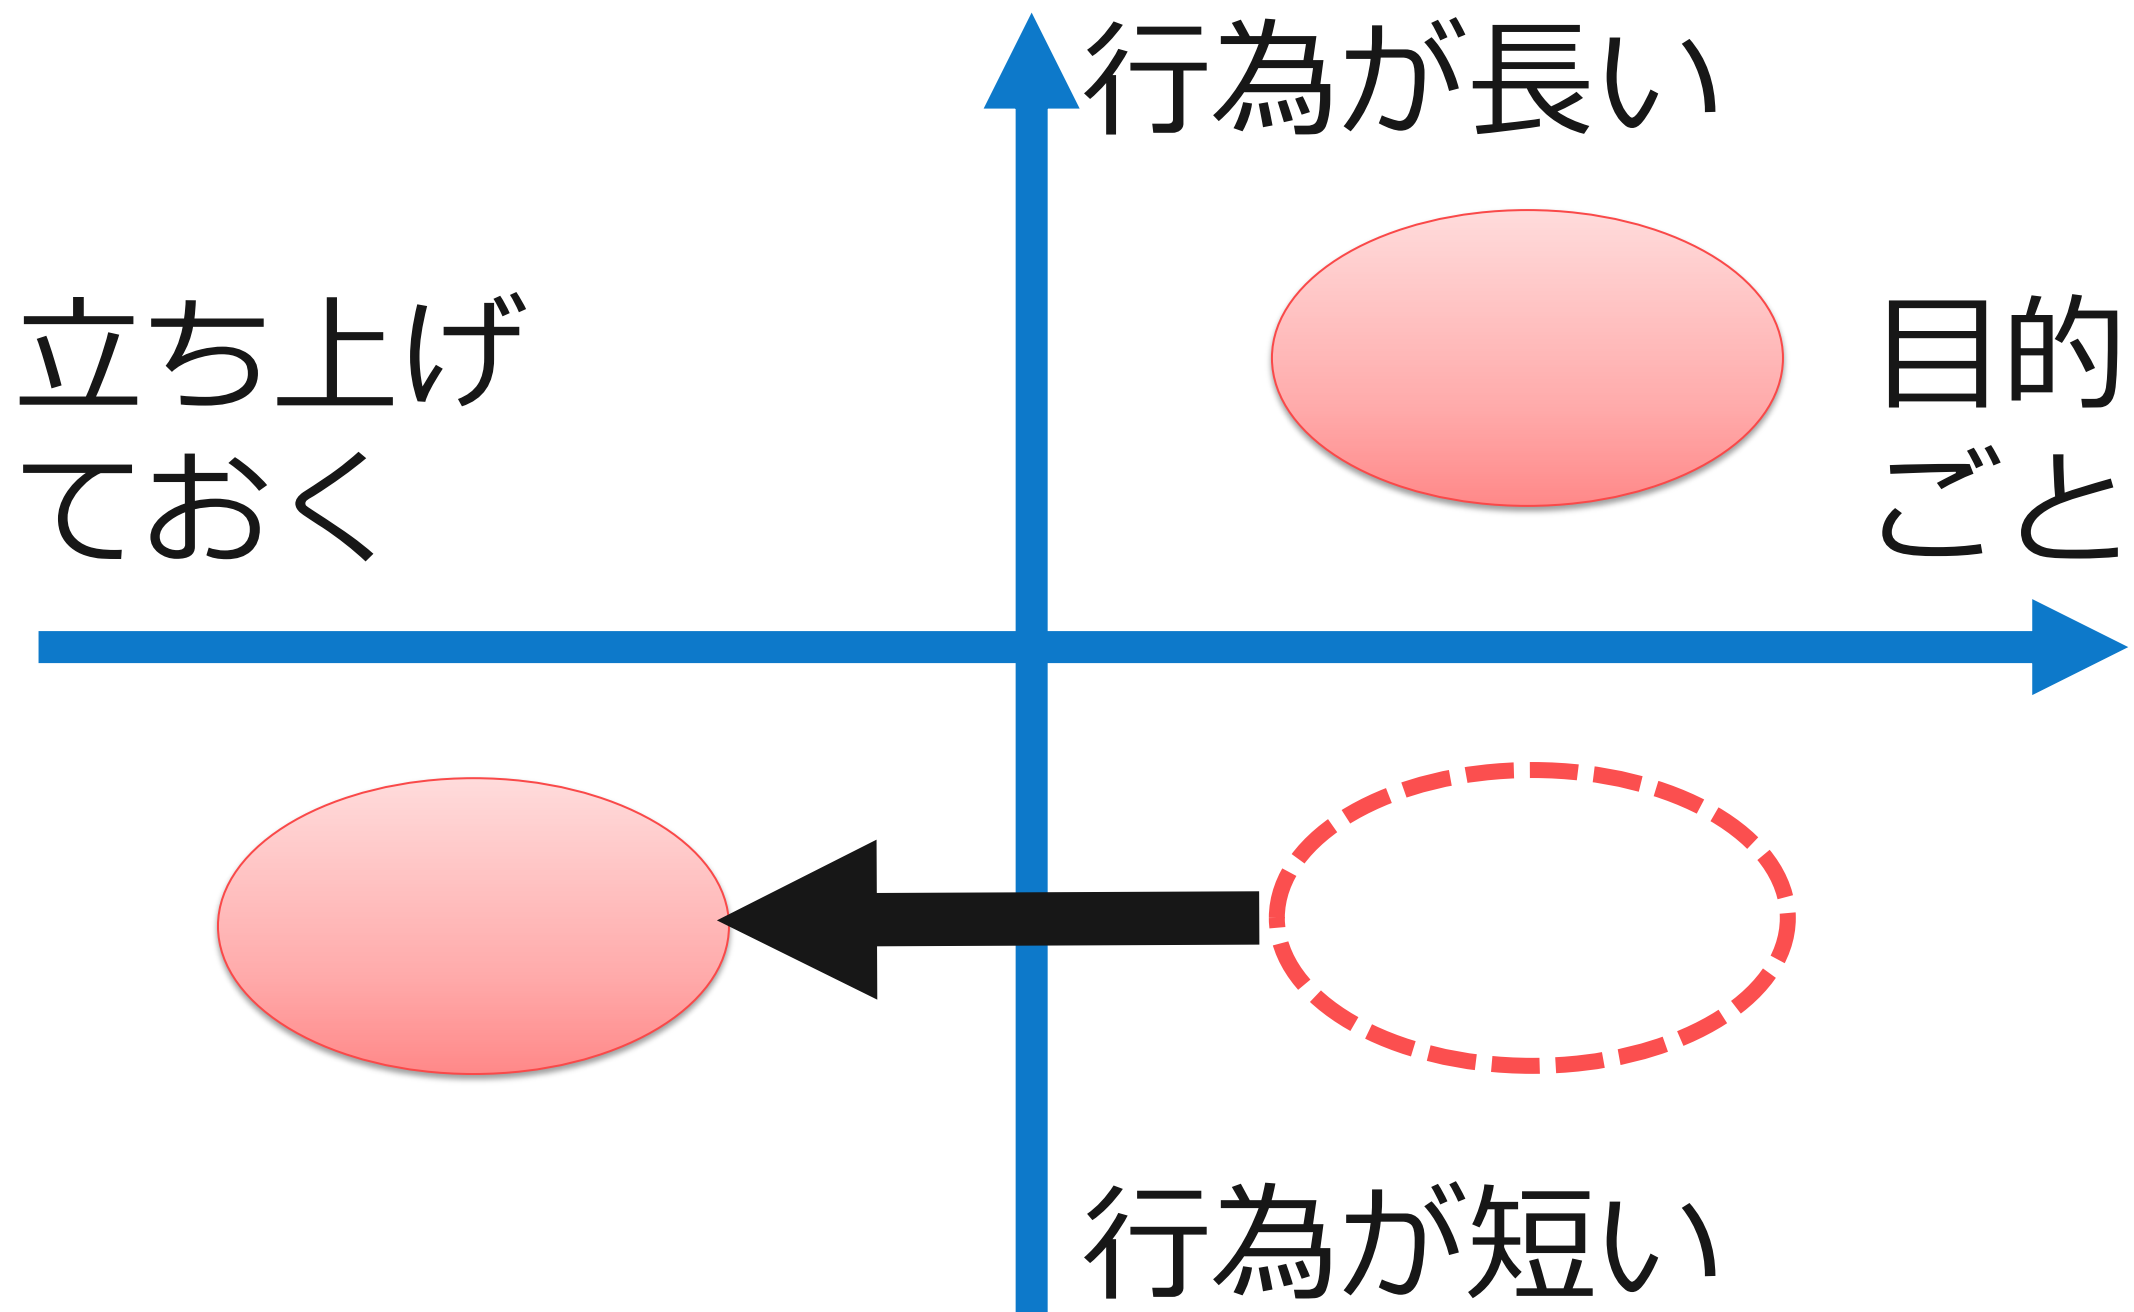 行為が長い
立ち上げ
ておく
目的
ごと
行為が短い